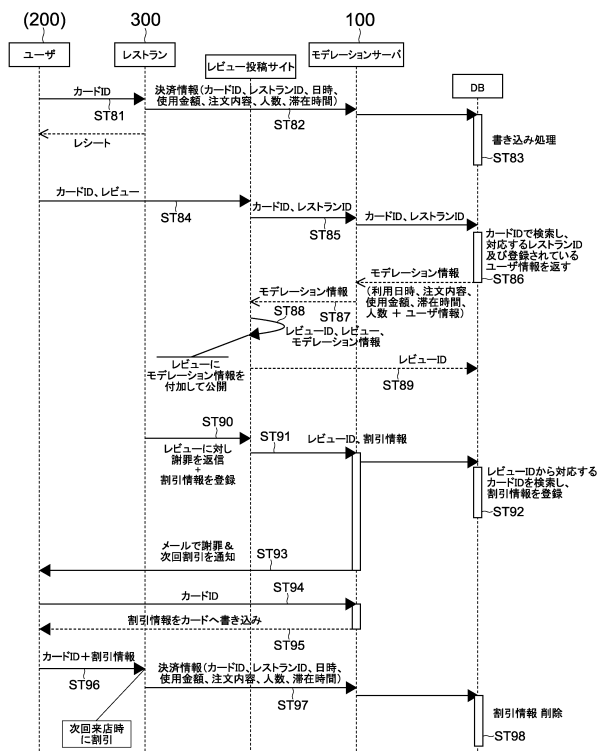 (200)
300
100
ユーザ
レストラン
レビュー投稿サイト
モデレーションサーバ
DB
カードID
ST81
決済情報(カードID、レストランID、日時、
使用金額、注文内容、人数、滞在時間)
ST82
レシート
書き込み処理
ST83
カードID、レビュー
ST84
カードID、レストランID
ST85
カードID、レストランID
カードIDで検索し、
対応するレストランID
及び登録されている
ユーザ情報を返す
ST86
モデレーション情報
(利用日時、注文内容、
使用金額、滞在時間、
人数 + ユーザ情報)
モデレーション情報
ST87
ST88
レビューID、レビュー、
モデレーション情報
レビューに
モデレーション情報を
付加して公開
レビューID
ST89
ST90
レビューに対し
謝罪を返信
+
割引情報を登録
ST91
レビューID、割引情報
レビューIDから対応する
カードIDを検索し、
割引情報を登録
ST92
メールで謝罪&
次回割引を通知
ST93
カードID
ST94
割引情報をカードへ書き込み
ST95
カードID+割引情報
ST96
決済情報(カードID、レストランID、日時、
使用金額、注文内容、人数、滞在時間)
ST97
次回来店時
に割引
割引情報 削除
ST98